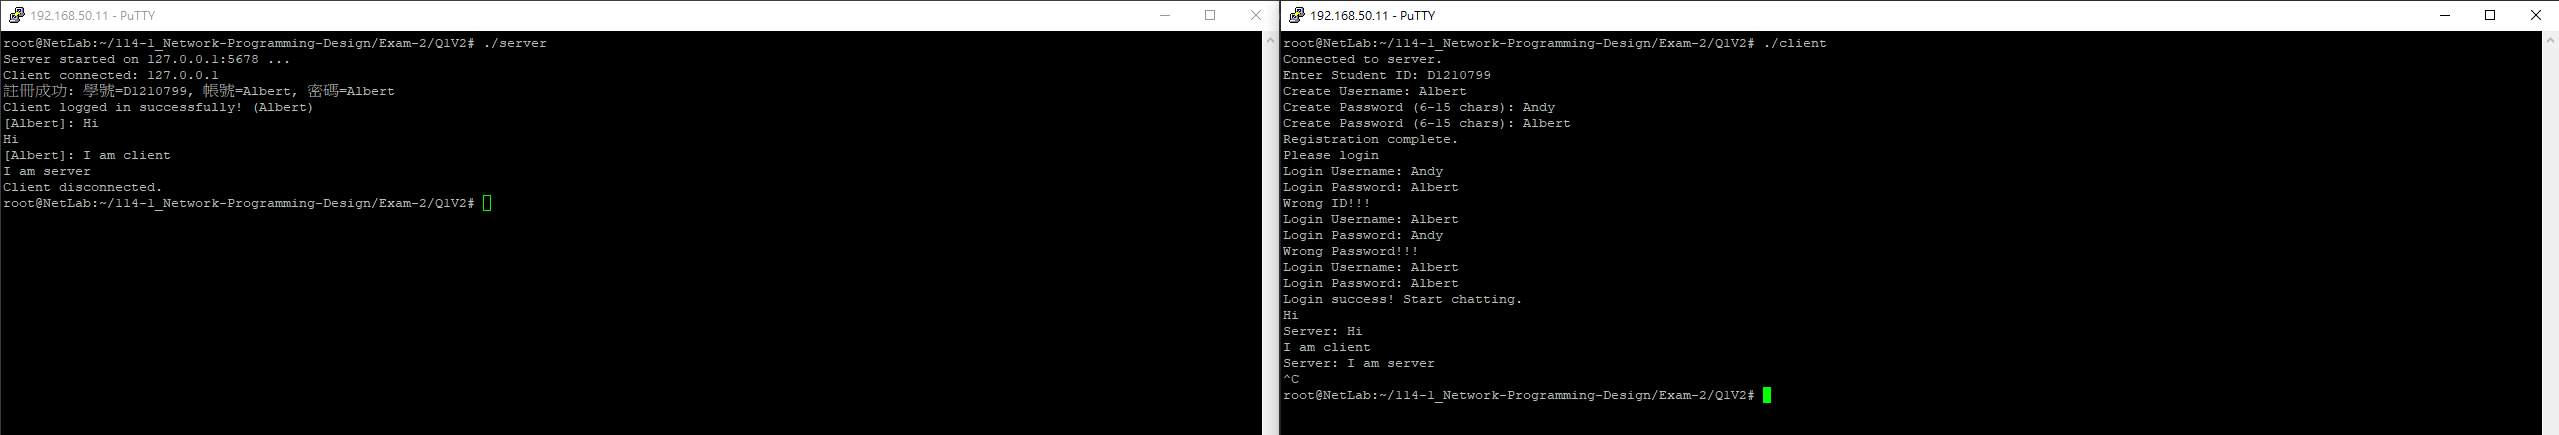 192.168.50.11 - PuTTY
root@NetLab:~/114-1_Network-Programming-Design/Exam-2/Q1V2# ./server
Server started on 127.0.0.1:5678 ...
Client connected: 127.0.0.1
註冊成功: 學號=D1210799, 帳號=Albert, 密碼=Albert
Client logged in successfully! (Albert)
[Albert]: Hi
Hi
[Albert]: I am client
I am server
Client disconnected.
root@NetLab:~/114-1_Network-Programming-Design/Exam-2/Q1V2#
192.168.50.11 - PuTTY
root@NetLab:~/114-1_Network-Programming-Design/Exam-2/Q1V2# ./client
Connected to server.
Enter Student ID: D1210799
Create Username: Albert
Create Password (6-15 chars): Andy
Create Password (6-15 chars): Albert
Registration complete.
Please login
Login Username: Andy
Login Password: Albert
Wrong ID!!!
Login Username: Albert
Login Password: Andy
Wrong Password!!!
Login Username: Albert
Login Password: Albert
Login success! Start chatting.
Hi
Server: Hi
I am client
Server: I am server
^C
root@NetLab:~/114-1_Network-Programming-Design/Exam-2/Q1V2#